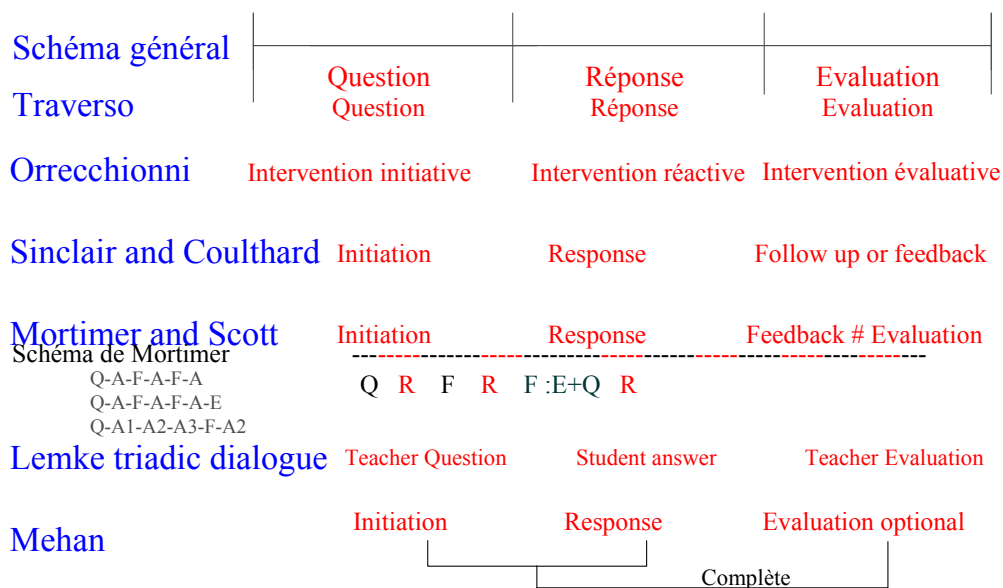 Schéma général
Question Réponse Evaluation
Traverso Question Réponse Evaluation
Orrecchionni Intervention initiative Intervention réactive Intervention évaluative
Sinclair and Coulthard Initiation Response Follow up or feedback
Mortimer and Scott Initiation Response Feedback # Evaluation
Schéma de Mortimer
Q-A-F-A-F-A
Q R F R F :E+Q R
Q-A-F-A-F-A-E
Q-A1-A2-A3-F-A2
Lemke triadic dialogue Teacher Question Student answer Teacher Evaluation
Mehan Initiation Response Evaluation optional
Complète